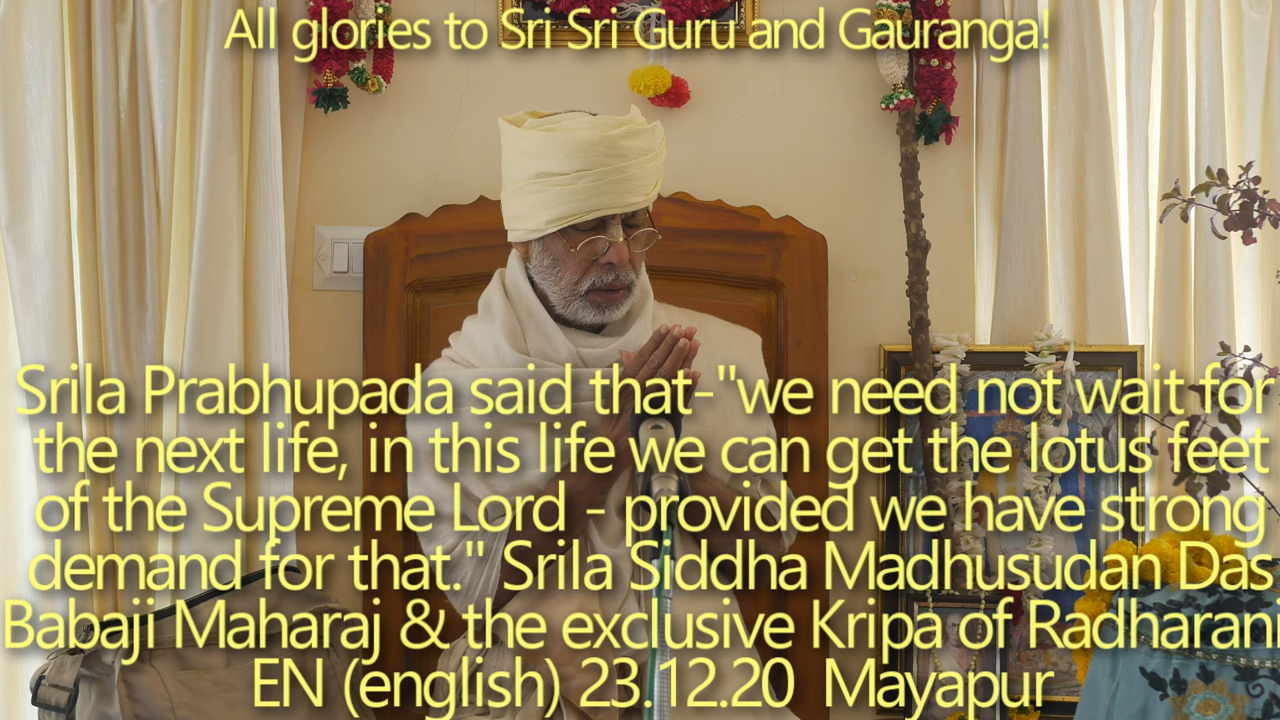 All glories to Sri Sri Guru and Gauranga!
Srila Prabhupada said that-"we need not wait for
the next life, in this life we can get the lotus feet
of the Supreme Lord - provided we have strong
demand for that." Srila Siddha Madhusudan Das
Babaji Maharaj & the exclusive Kripa of Radharani
EN (english) 23.12.20 Mayapur